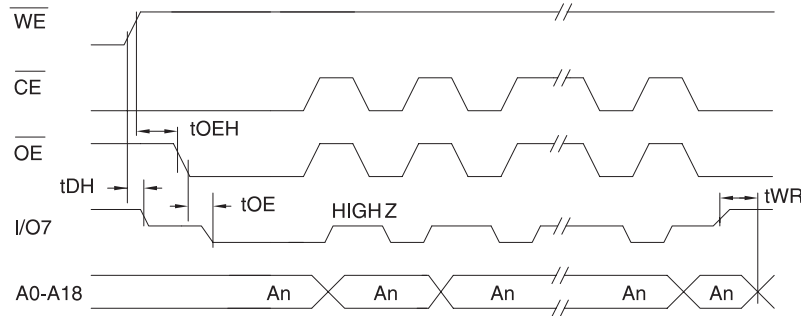 WE
CE
tOEH
OE
tDH
tOE
HIGH Z
tWR
I/O7
A0-A18
An An An An An